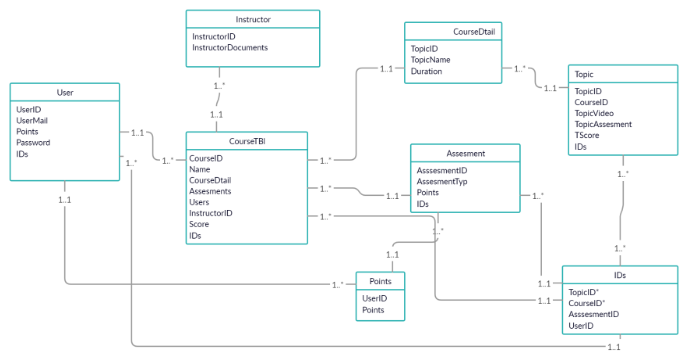 Instructor
InstructorID
InstructorDocuments
CourseDtail
TopicID
TopicName
Duration
User
UserID
UserMail
Points
Password
IDs
Topic
TopicID
CourseID
TopicVideo
TopicAssesment
TScore
IDs
CourseTBl
CourseID
Name
CourseDtail
Assesments
Users
InstructorID
Score
IDs
Assesment
AsssesmentID
AssesmentTyp
Points
IDs
Points
UserID
Points
IDs
TopicID*
CourseID*
AsssesmentID
UserID
1..*
1..1
1..1
1..*
1..*
1..1
1..*
1..1
1..*
1..1
1..*
1..1
1..*
1..1
1..*
1..*
1..1
1..*
1..*
1..1
1..1
1..*
1..*
1..1